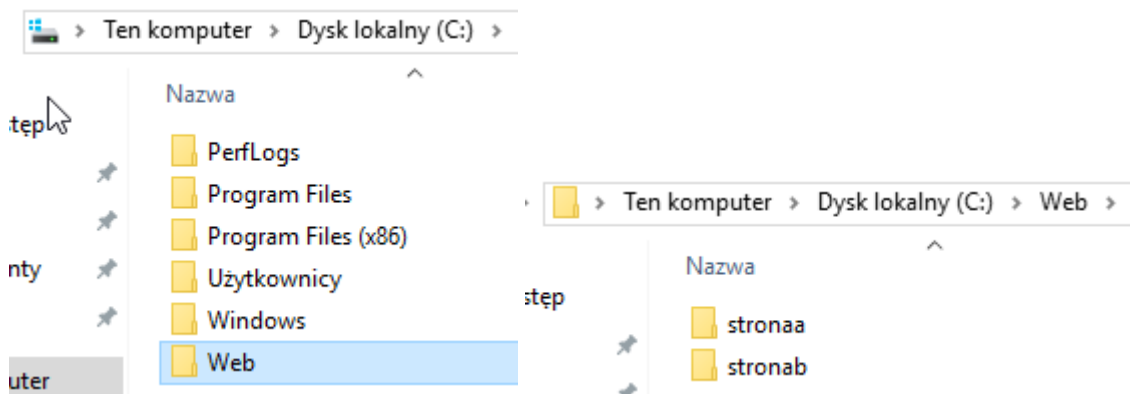 Ten komputer > Dysk lokalny (C:) >
Nazwa
stęp
PerfLogs
Program Files
Program Files (x86)
nty
Użytkownicy
Windows
Web
uter
> Ten komputer > Dysk lokalny (C:) > Web >
Nazwa
stęp
stronaa
stronab